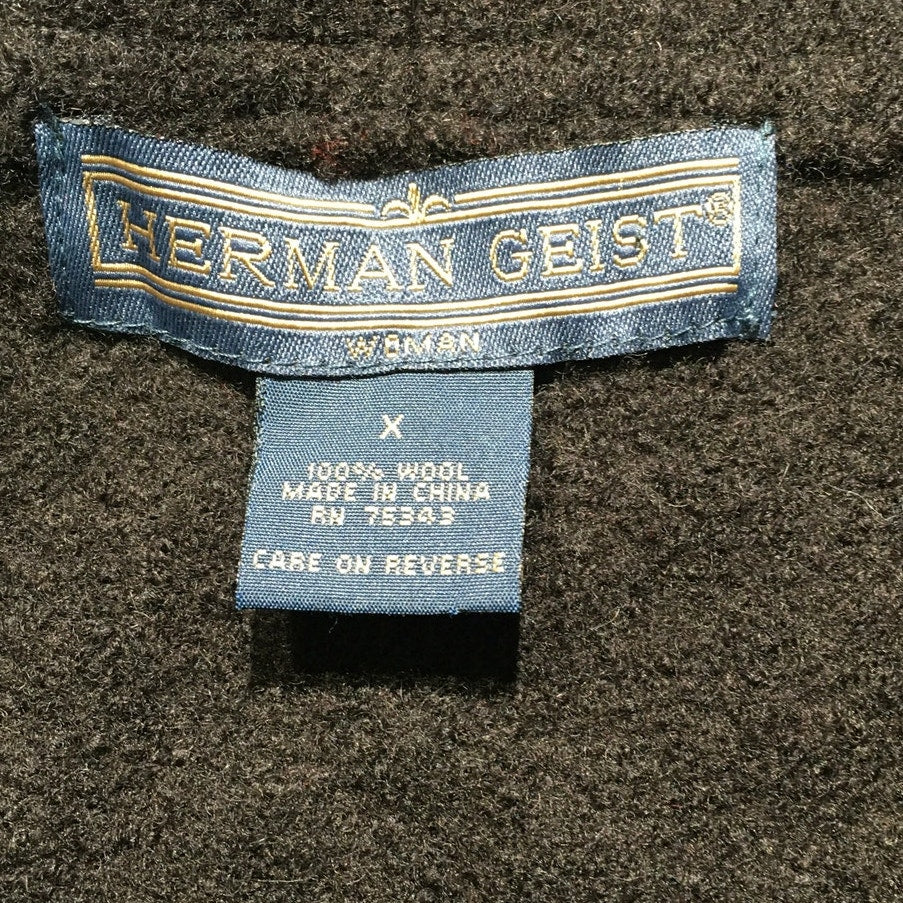 HERMAN GEIST®
WOMAN
X
100% WOOL
MADE IN CHINA
RN 75343
CARE ON REVERSE